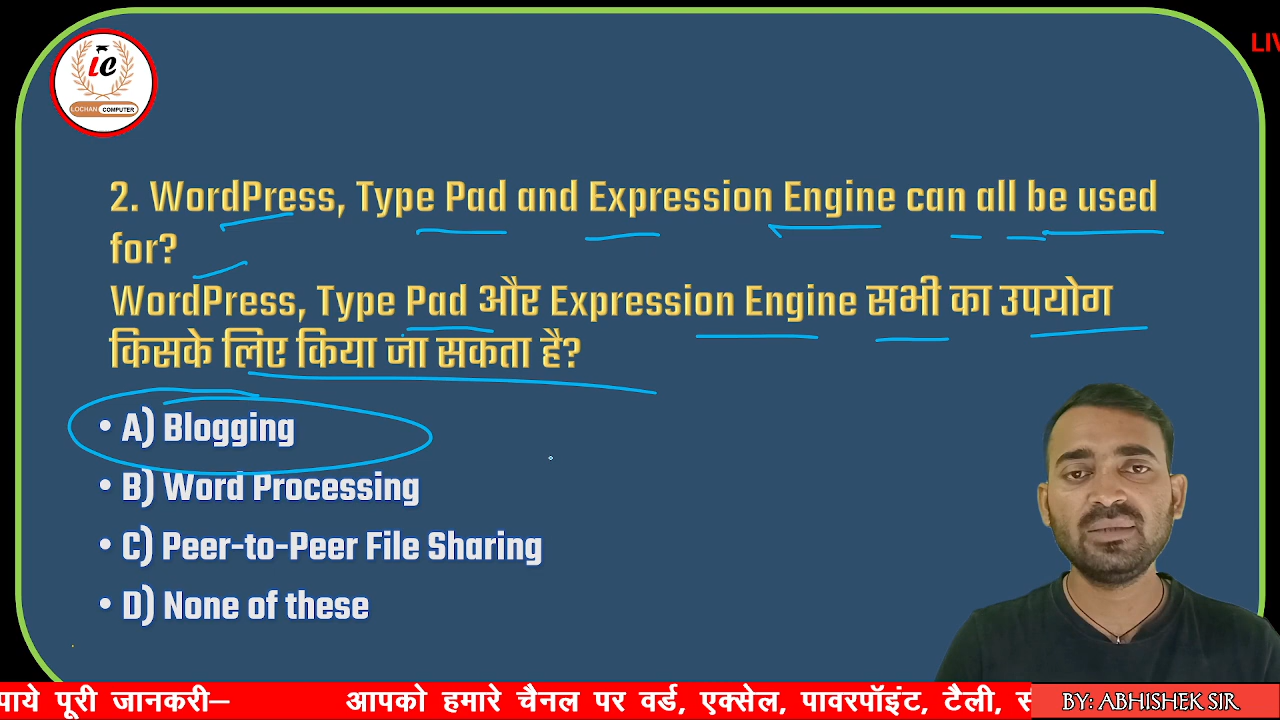 LIV
LC
LOCHAN COMPUTER
2. WordPress, Type Pad and Expression Engine can all be used
for?
WordPress, Type Pad और Expression Engine सभी का उपयोग
किसके लिए किया जा सकता है?
• A) Blogging
• B) Word Processing
• C) Peer-to-Peer File Sharing
• D) None of these
पाये पूरी जानकरी– आपको हमारे चैनल पर वर्ड, एक्सेल, पावरपॉइंट, टैली,
BY: ABHISHEK SIR